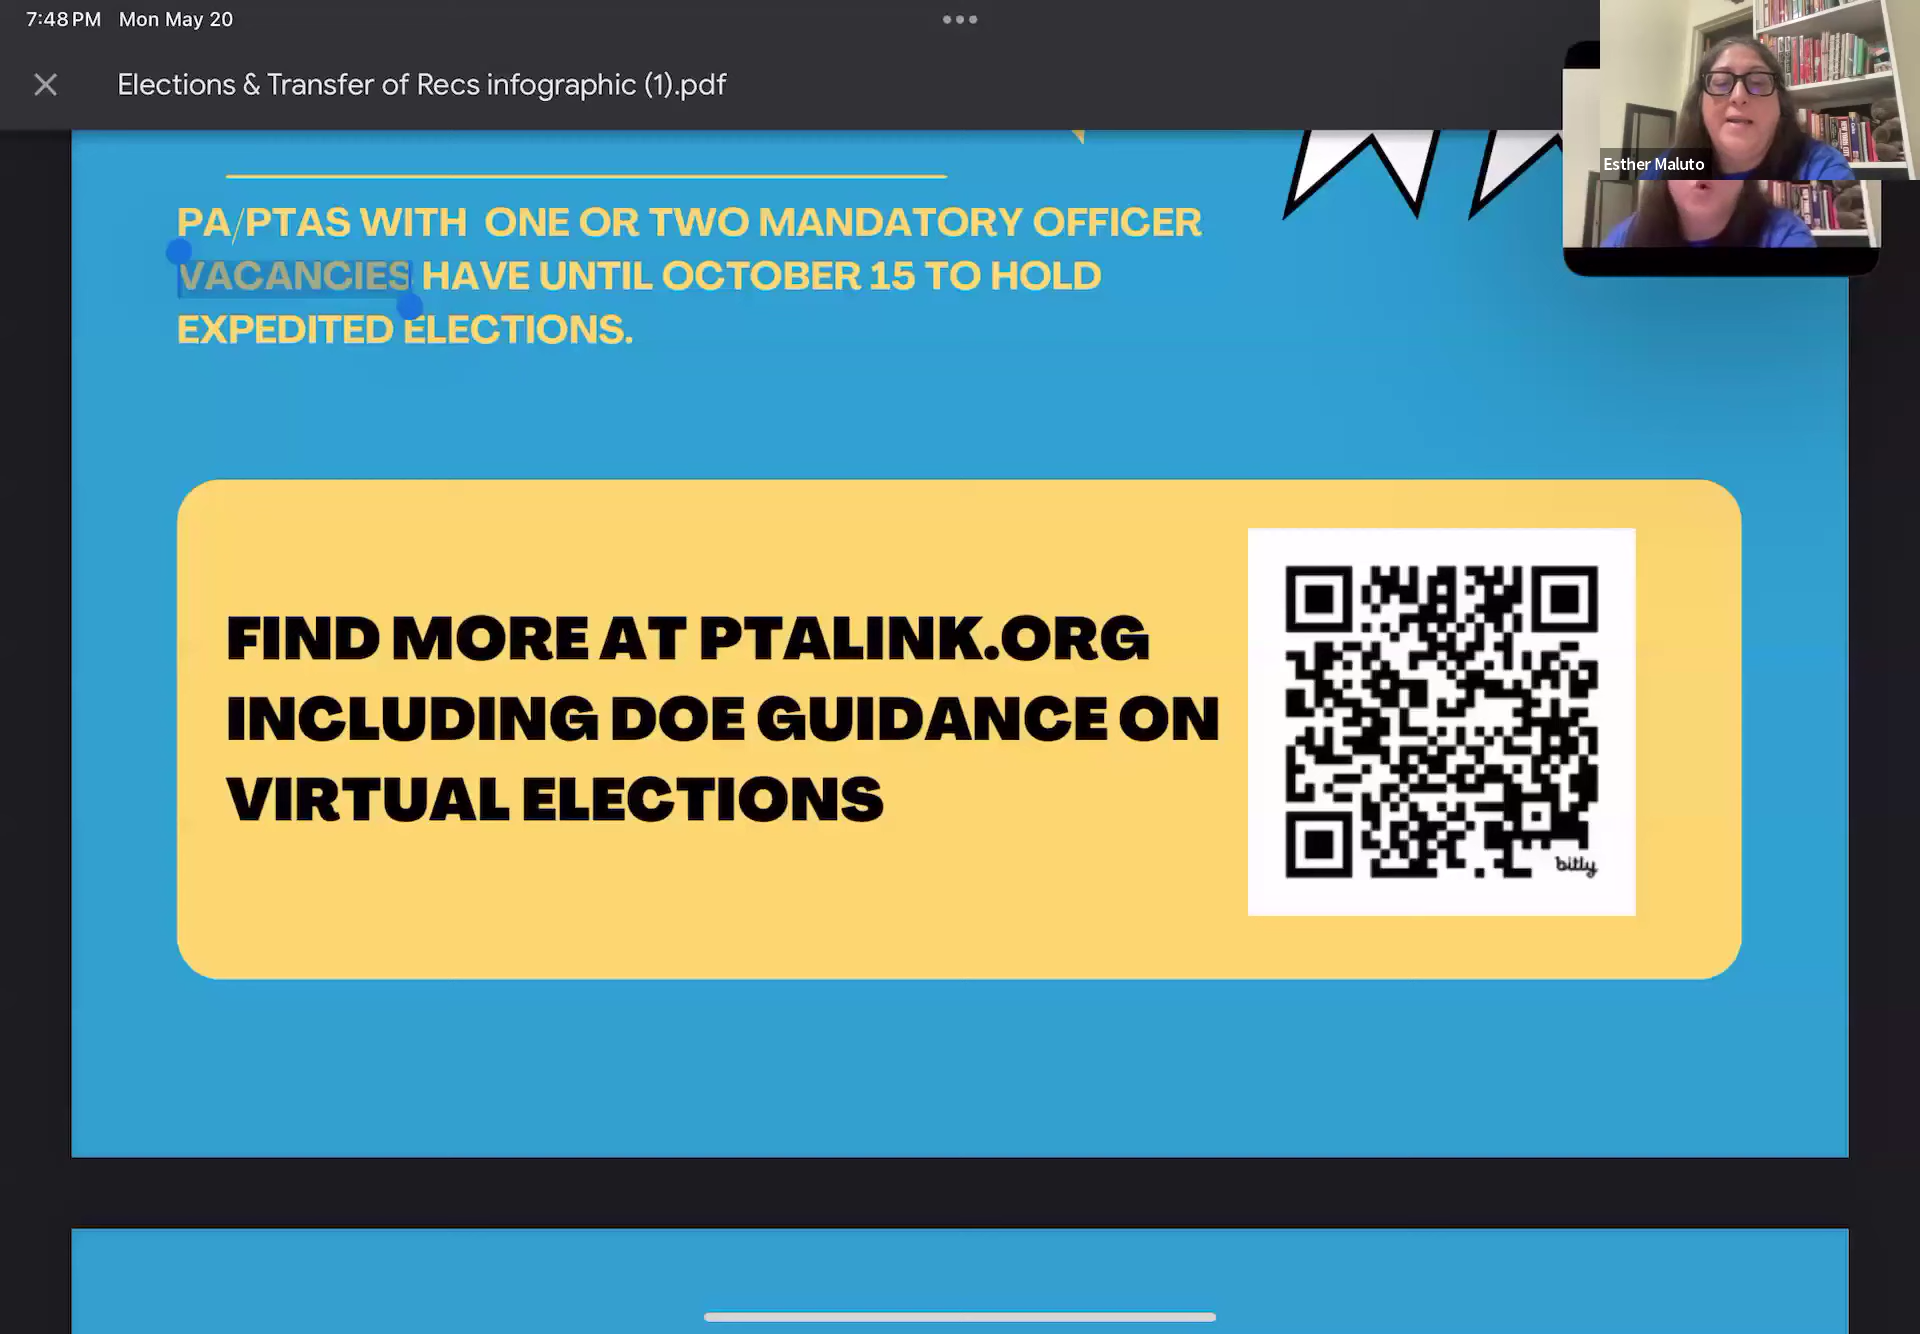 7:48 PM Mon May 20
Elections & Transfer of Recs infographic (1).pdf
Esther Maluto
PA/PTAS WITH ONE OR TWO MANDATORY OFFICER
VACANCIES HAVE UNTIL OCTOBER 15 TO HOLD
EXPEDITED ELECTIONS.
FIND MORE AT PTALINK.ORG
INCLUDING DOE GUIDANCE ON
VIRTUAL ELECTIONS
bitly